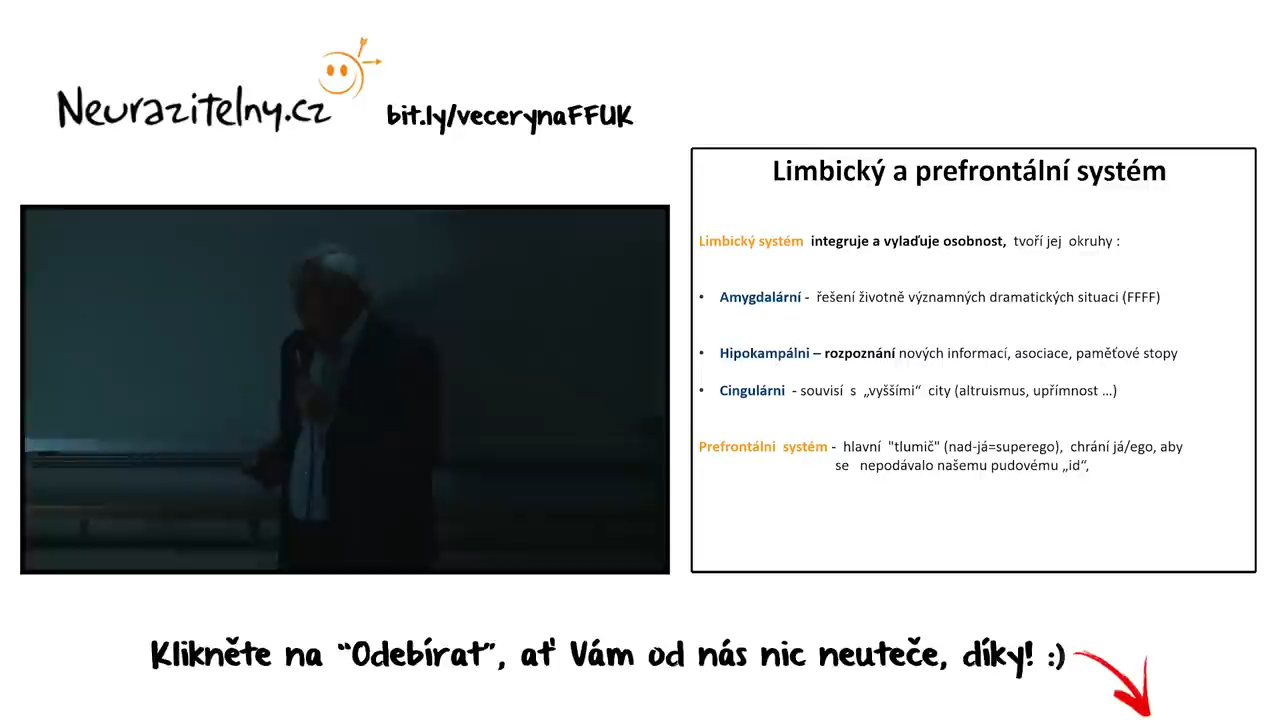 Neurazitelny.cz
bit.ly/vecerynaFFUK
Limbický a prefrontální systém
Limbický systém integruje a vylaďuje osobnost, tvoří jej okruhy :
• Amygdalární - řešení životně významných dramatických situaci (FFFF)
• Hipokampálni – rozpoznání nových informací, asociace, paměťové stopy
• Cingulárni - souvisí s „vyššími“ city (altruismus, upřímnost ...)
Prefrontálni systém - hlavní "tlumič" (nad-já=superego), chrání já/ego, aby
se nepodávalo našemu pudovému „id“,
Klikněte na “Odebírat”, ať Vám od nás nic neuteče, díky! :)